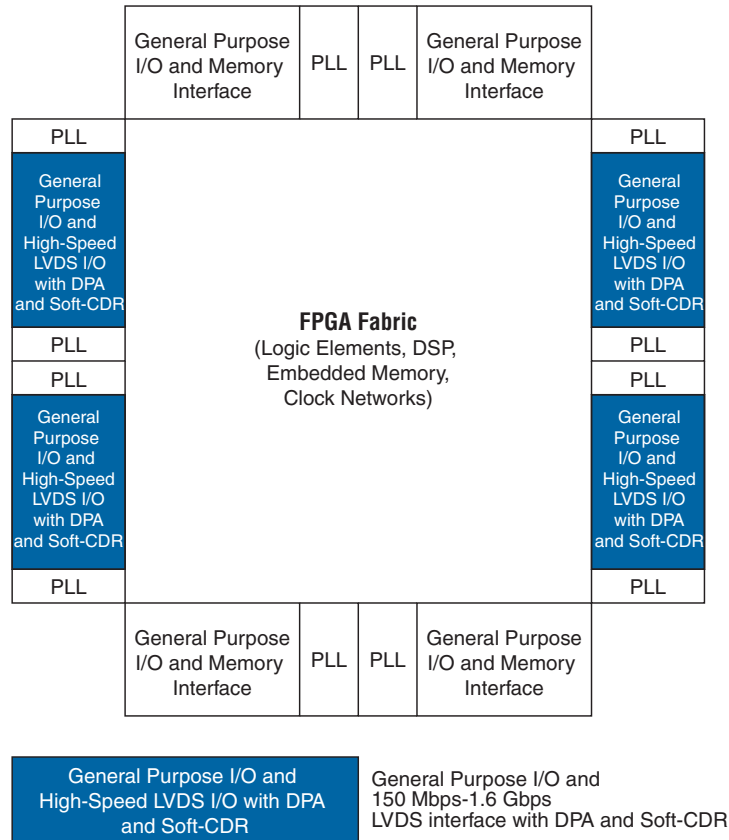 General Purpose
I/O and Memory
Interface
PLL
PLL
General Purpose
I/O and Memory
Interface
PLL
General
Purpose
I/O and
High-Speed
LVDS I/O
with DPA
and Soft-CDR
PLL
PLL
General
Purpose
I/O and
High-Speed
LVDS I/O
with DPA
and Soft-CDR
PLL
FPGA Fabric
(Logic Elements, DSP,
Embedded Memory,
Clock Networks)
PLL
General
Purpose
I/O and
High-Speed
LVDS I/O
with DPA
and Soft-CDR
PLL
PLL
General
Purpose
I/O and
High-Speed
LVDS I/O
with DPA
and Soft-CDR
PLL
General Purpose
I/O and Memory
Interface
PLL
PLL
General Purpose
I/O and Memory
Interface
General Purpose I/O and
High-Speed LVDS I/O with DPA
and Soft-CDR
General Purpose I/O and
150 Mbps-1.6 Gbps
LVDS interface with DPA and Soft-CDR